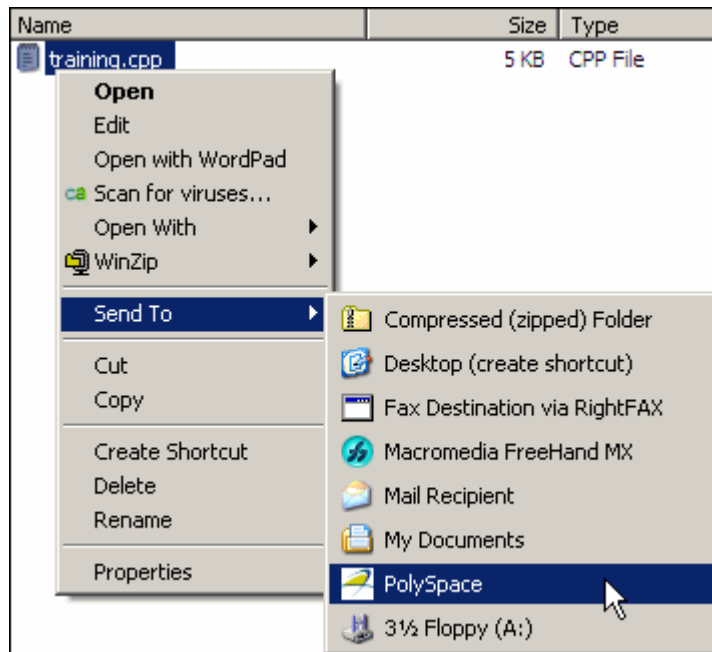 Name Size Type
training.cpp 5 KB CPP File
Open
Edit
Open with WordPad
ca Scan for viruses...
Open With
WinZip
Send To
Cut
Copy
Create Shortcut
Delete
Rename
Properties
Compressed (zipped) Folder
Desktop (create shortcut)
Fax Destination via RightFAX
Macromedia FreeHand MX
Mail Recipient
My Documents
PolySpace
3½ Floppy (A:)